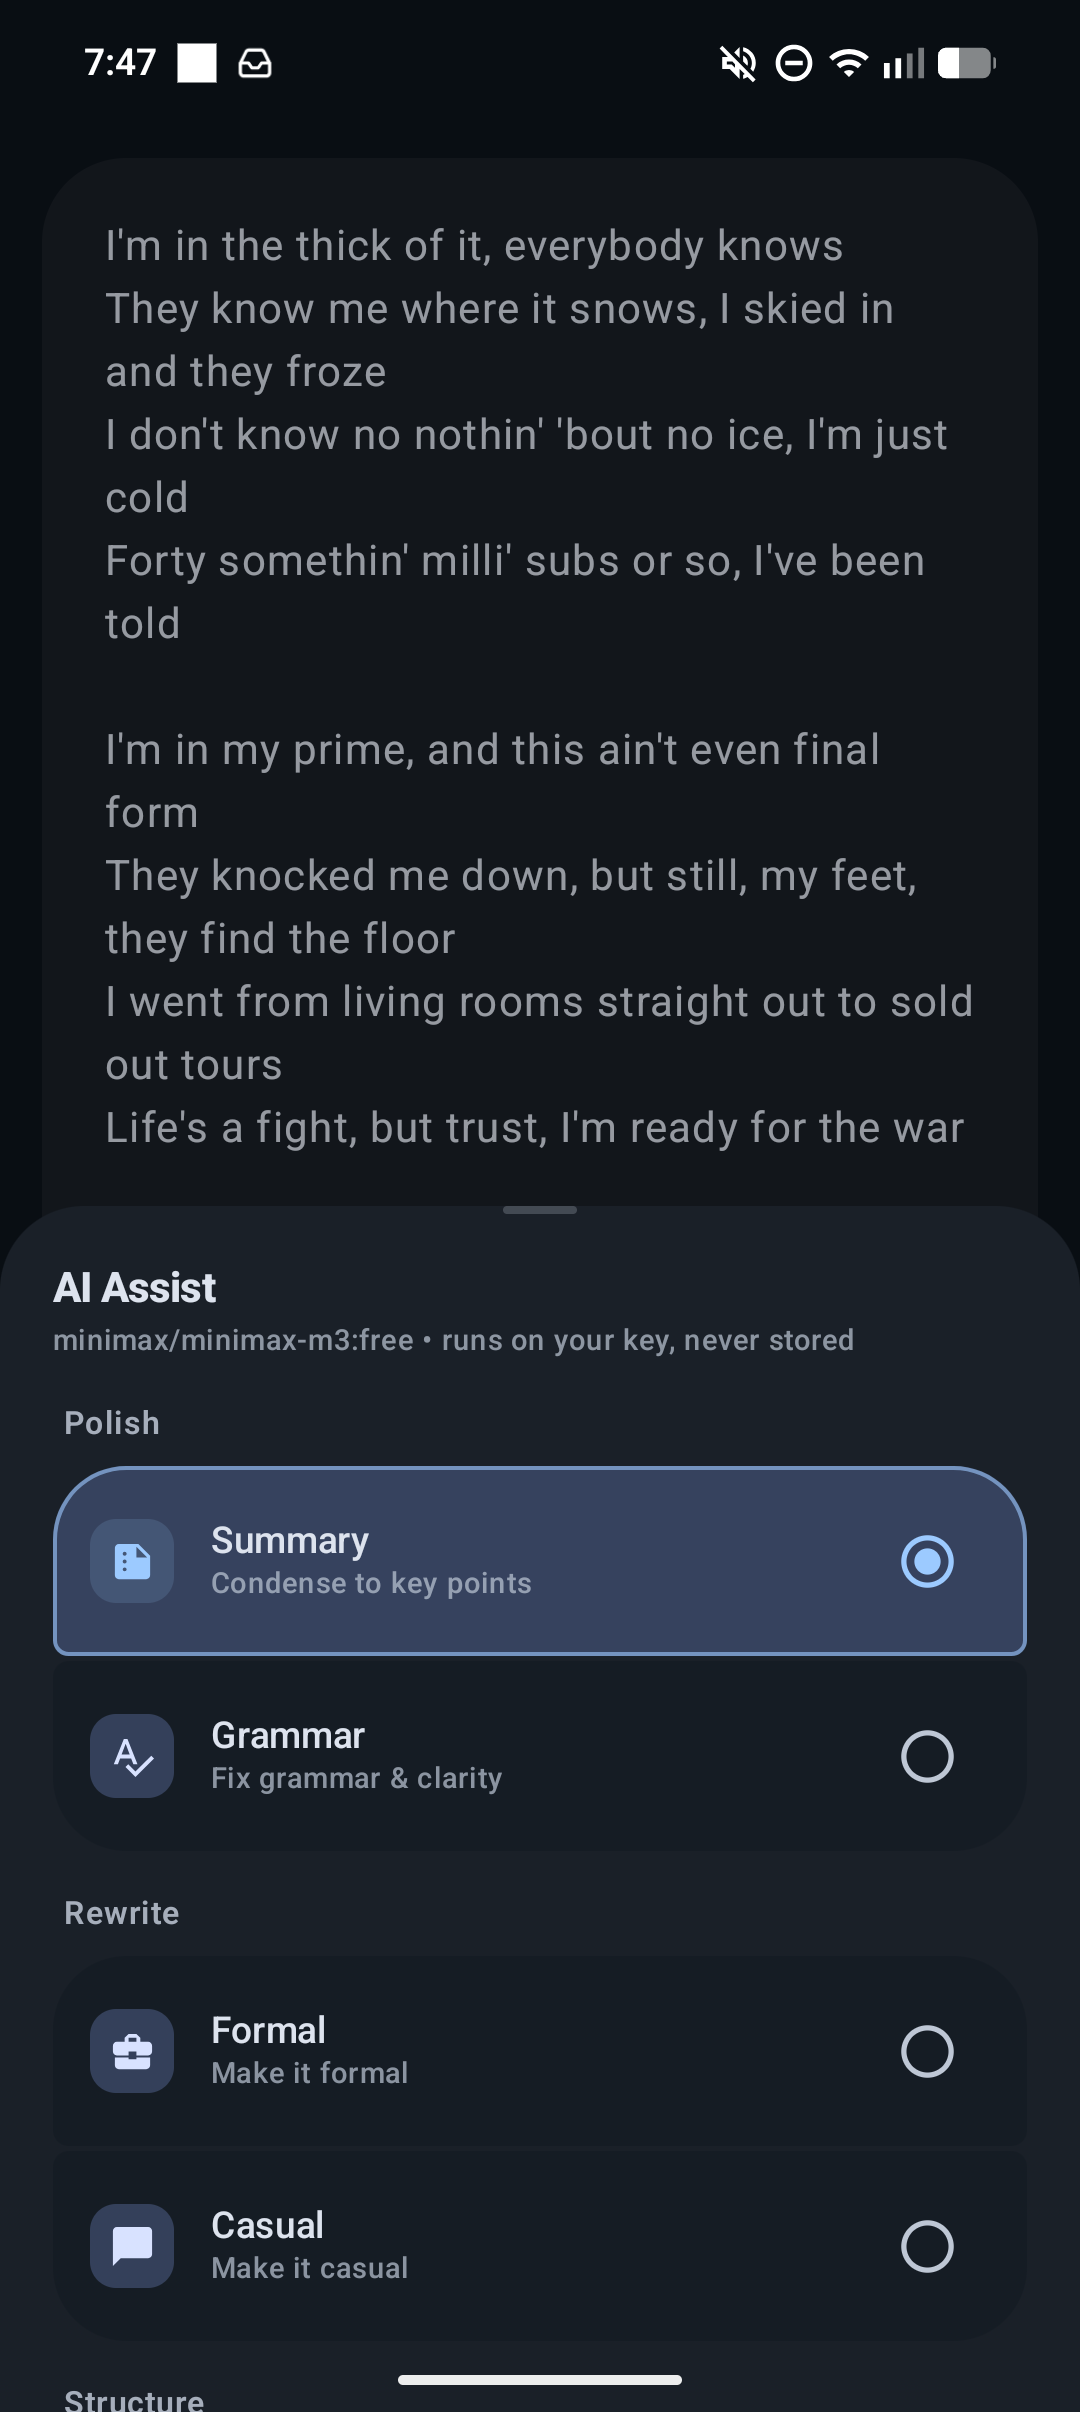 7:47
I'm in the thick of it, everybody knows
They know me where it snows, I skied in
and they froze
I don't know no nothin' 'bout no ice, I'm just
cold
Forty somethin' milli' subs or so, I've been
told
I'm in my prime, and this ain't even final
form
They knocked me down, but still, my feet,
they find the floor
I went from living rooms straight out to sold
out tours
Life's a fight, but trust, I'm ready for the war
AI Assist
minimax/minimax-m3:free • runs on your key, never stored
Polish
Summary
Condense to key points
Grammar
Fix grammar & clarity
Rewrite
Formal
Make it formal
Casual
Make it casual
Structure